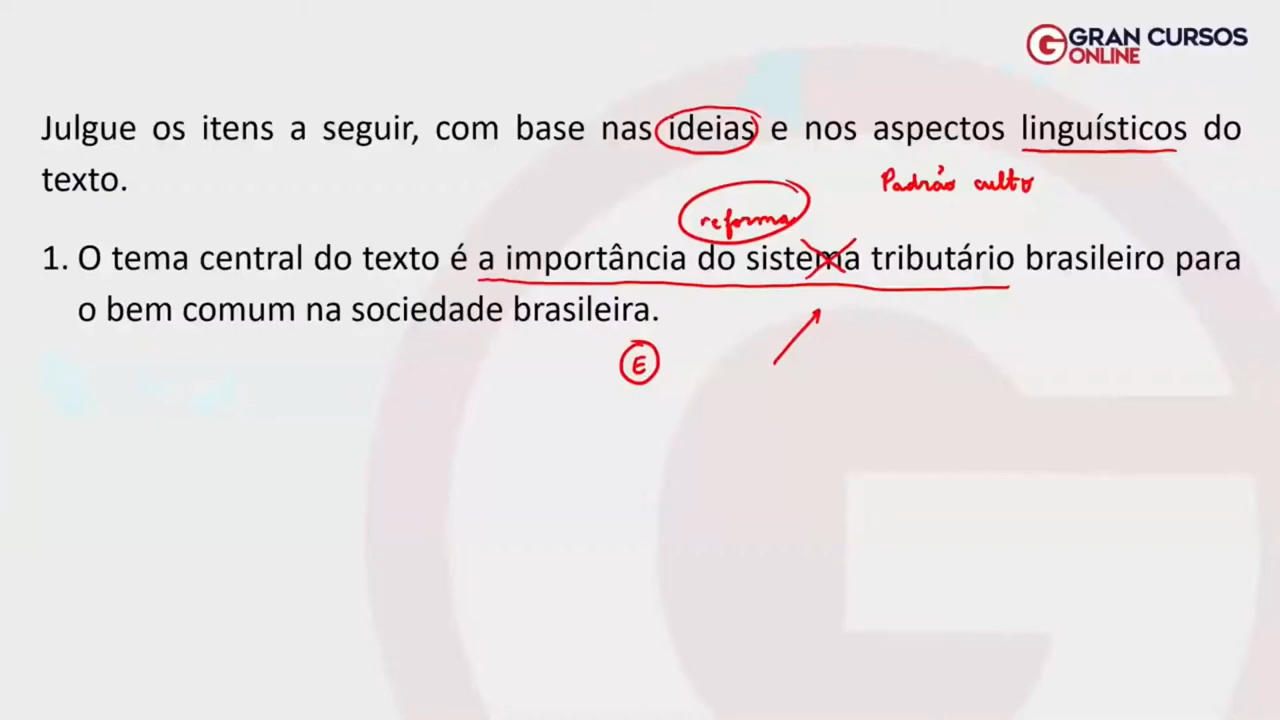 GRAN CURSOS
ONLINE
Julgue os itens a seguir, com base nas ideias e nos aspectos linguísticos do
texto.
Padrão culto
reforma
1. O tema central do texto é a importância do sistema tributário brasileiro para
o bem comum na sociedade brasileira.
E